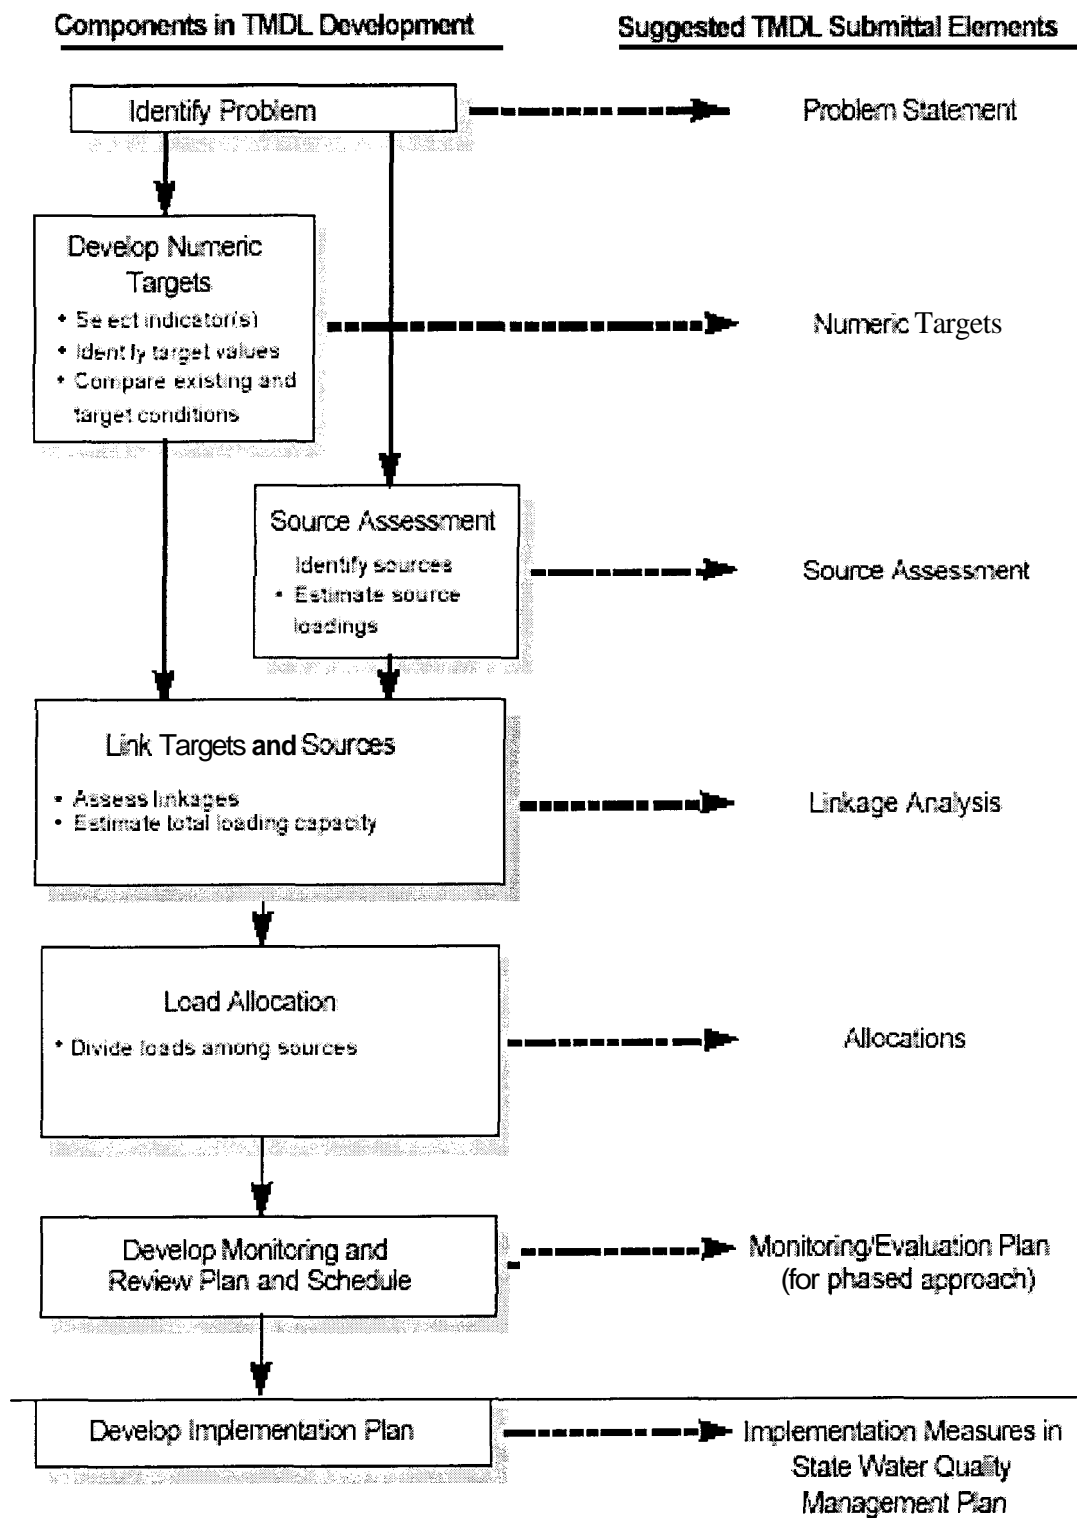 Components in TMDL Development
Suggested TMDL Submittal Elements
Identify Problem
Problem Statement
Develop Numeric
Targets
• Select indicator(s)
• Identify target values
• Compare existing and
target conditions
Numeric Targets
Source Assessment
Identify sources
• Estimate source
loadings
Source Assessment
Link Targets and Sources
• Assess linkages
• Estimate total loading capacity
Linkage Analysis
Load Allocation
• Divide loads among sources
Allocations
Develop Monitoring and
Review Plan and Schedule
Monitoring/Evaluation Plan
(for phased approach)
Develop Implementation Plan
Implementation Measures in
State Water Quality
Management Plan